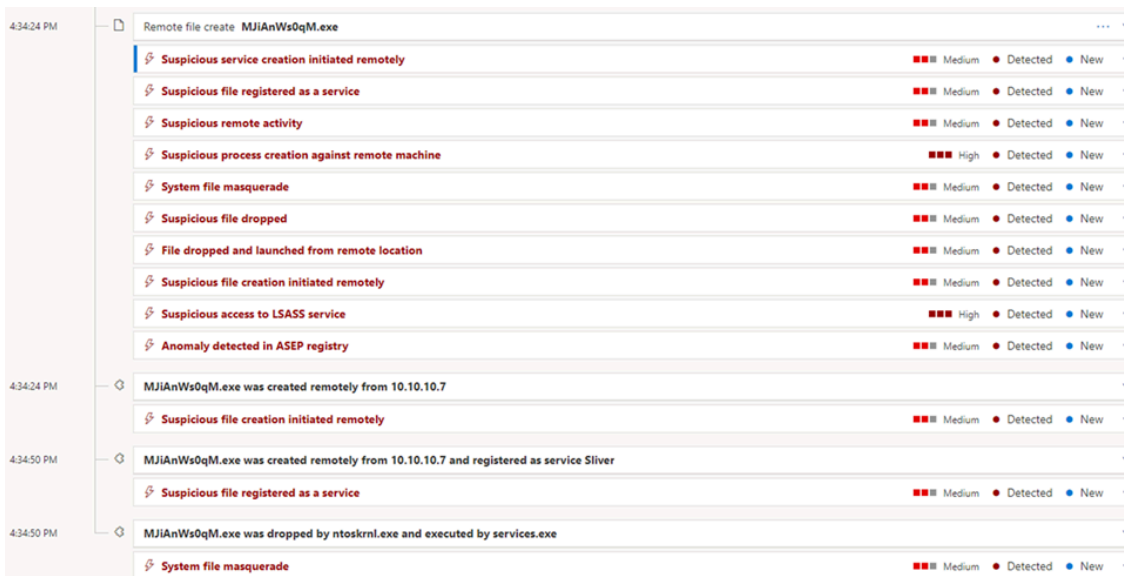 4:34:24 PM Remote file create MJiAnWs0qM.exe ...
Suspicious service creation initiated remotely Medium Detected New
Suspicious file registered as a service Medium Detected New
Suspicious remote activity Medium Detected New
Suspicious process creation against remote machine High Detected New
System file masquerade Medium Detected New
Suspicious file dropped Medium Detected New
File dropped and launched from remote location Medium Detected New
Suspicious file creation initiated remotely Medium Detected New
Suspicious access to LSASS service High Detected New
Anomaly detected in ASEP registry Medium Detected New
4:34:24 PM MJiAnWs0qM.exe was created remotely from 10.10.10.7
Suspicious file creation initiated remotely Medium Detected New
4:34:50 PM MJiAnWs0qM.exe was created remotely from 10.10.10.7 and registered as service Sliver
Suspicious file registered as a service Medium Detected New
4:34:50 PM MJiAnWs0qM.exe was dropped by ntoskrnl.exe and executed by services.exe
System file masquerade Medium Detected New